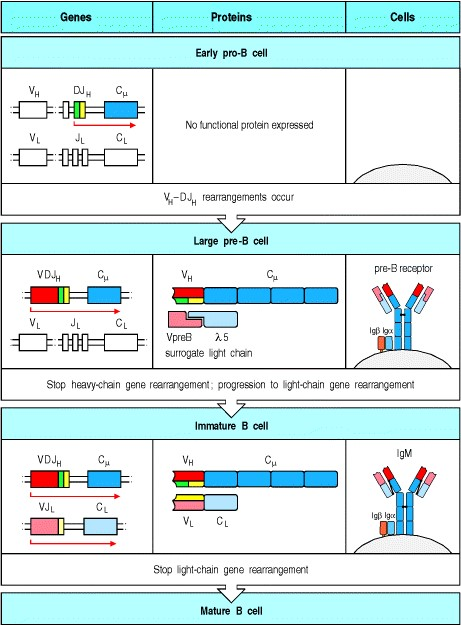 Genes Proteins Cells
Early pro-B cell
V_H DJ_H C_μ
No functional protein expressed
V_L J_L C_L
V_H–DJ_H rearrangements occur
Large pre-B cell
VDJ_H C_μ
V_H C_μ
pre-B receptor
V_L J_L C_L
VpreB λ5
surrogate light chain
Igβ Igα
Stop heavy-chain gene rearrangement; progression to light-chain gene rearrangement
Immature B cell
VDJ_H C_μ
V_H C_μ
IgM
VJ_L C_L
V_L C_L
Igβ Igα
Stop light-chain gene rearrangement
Mature B cell